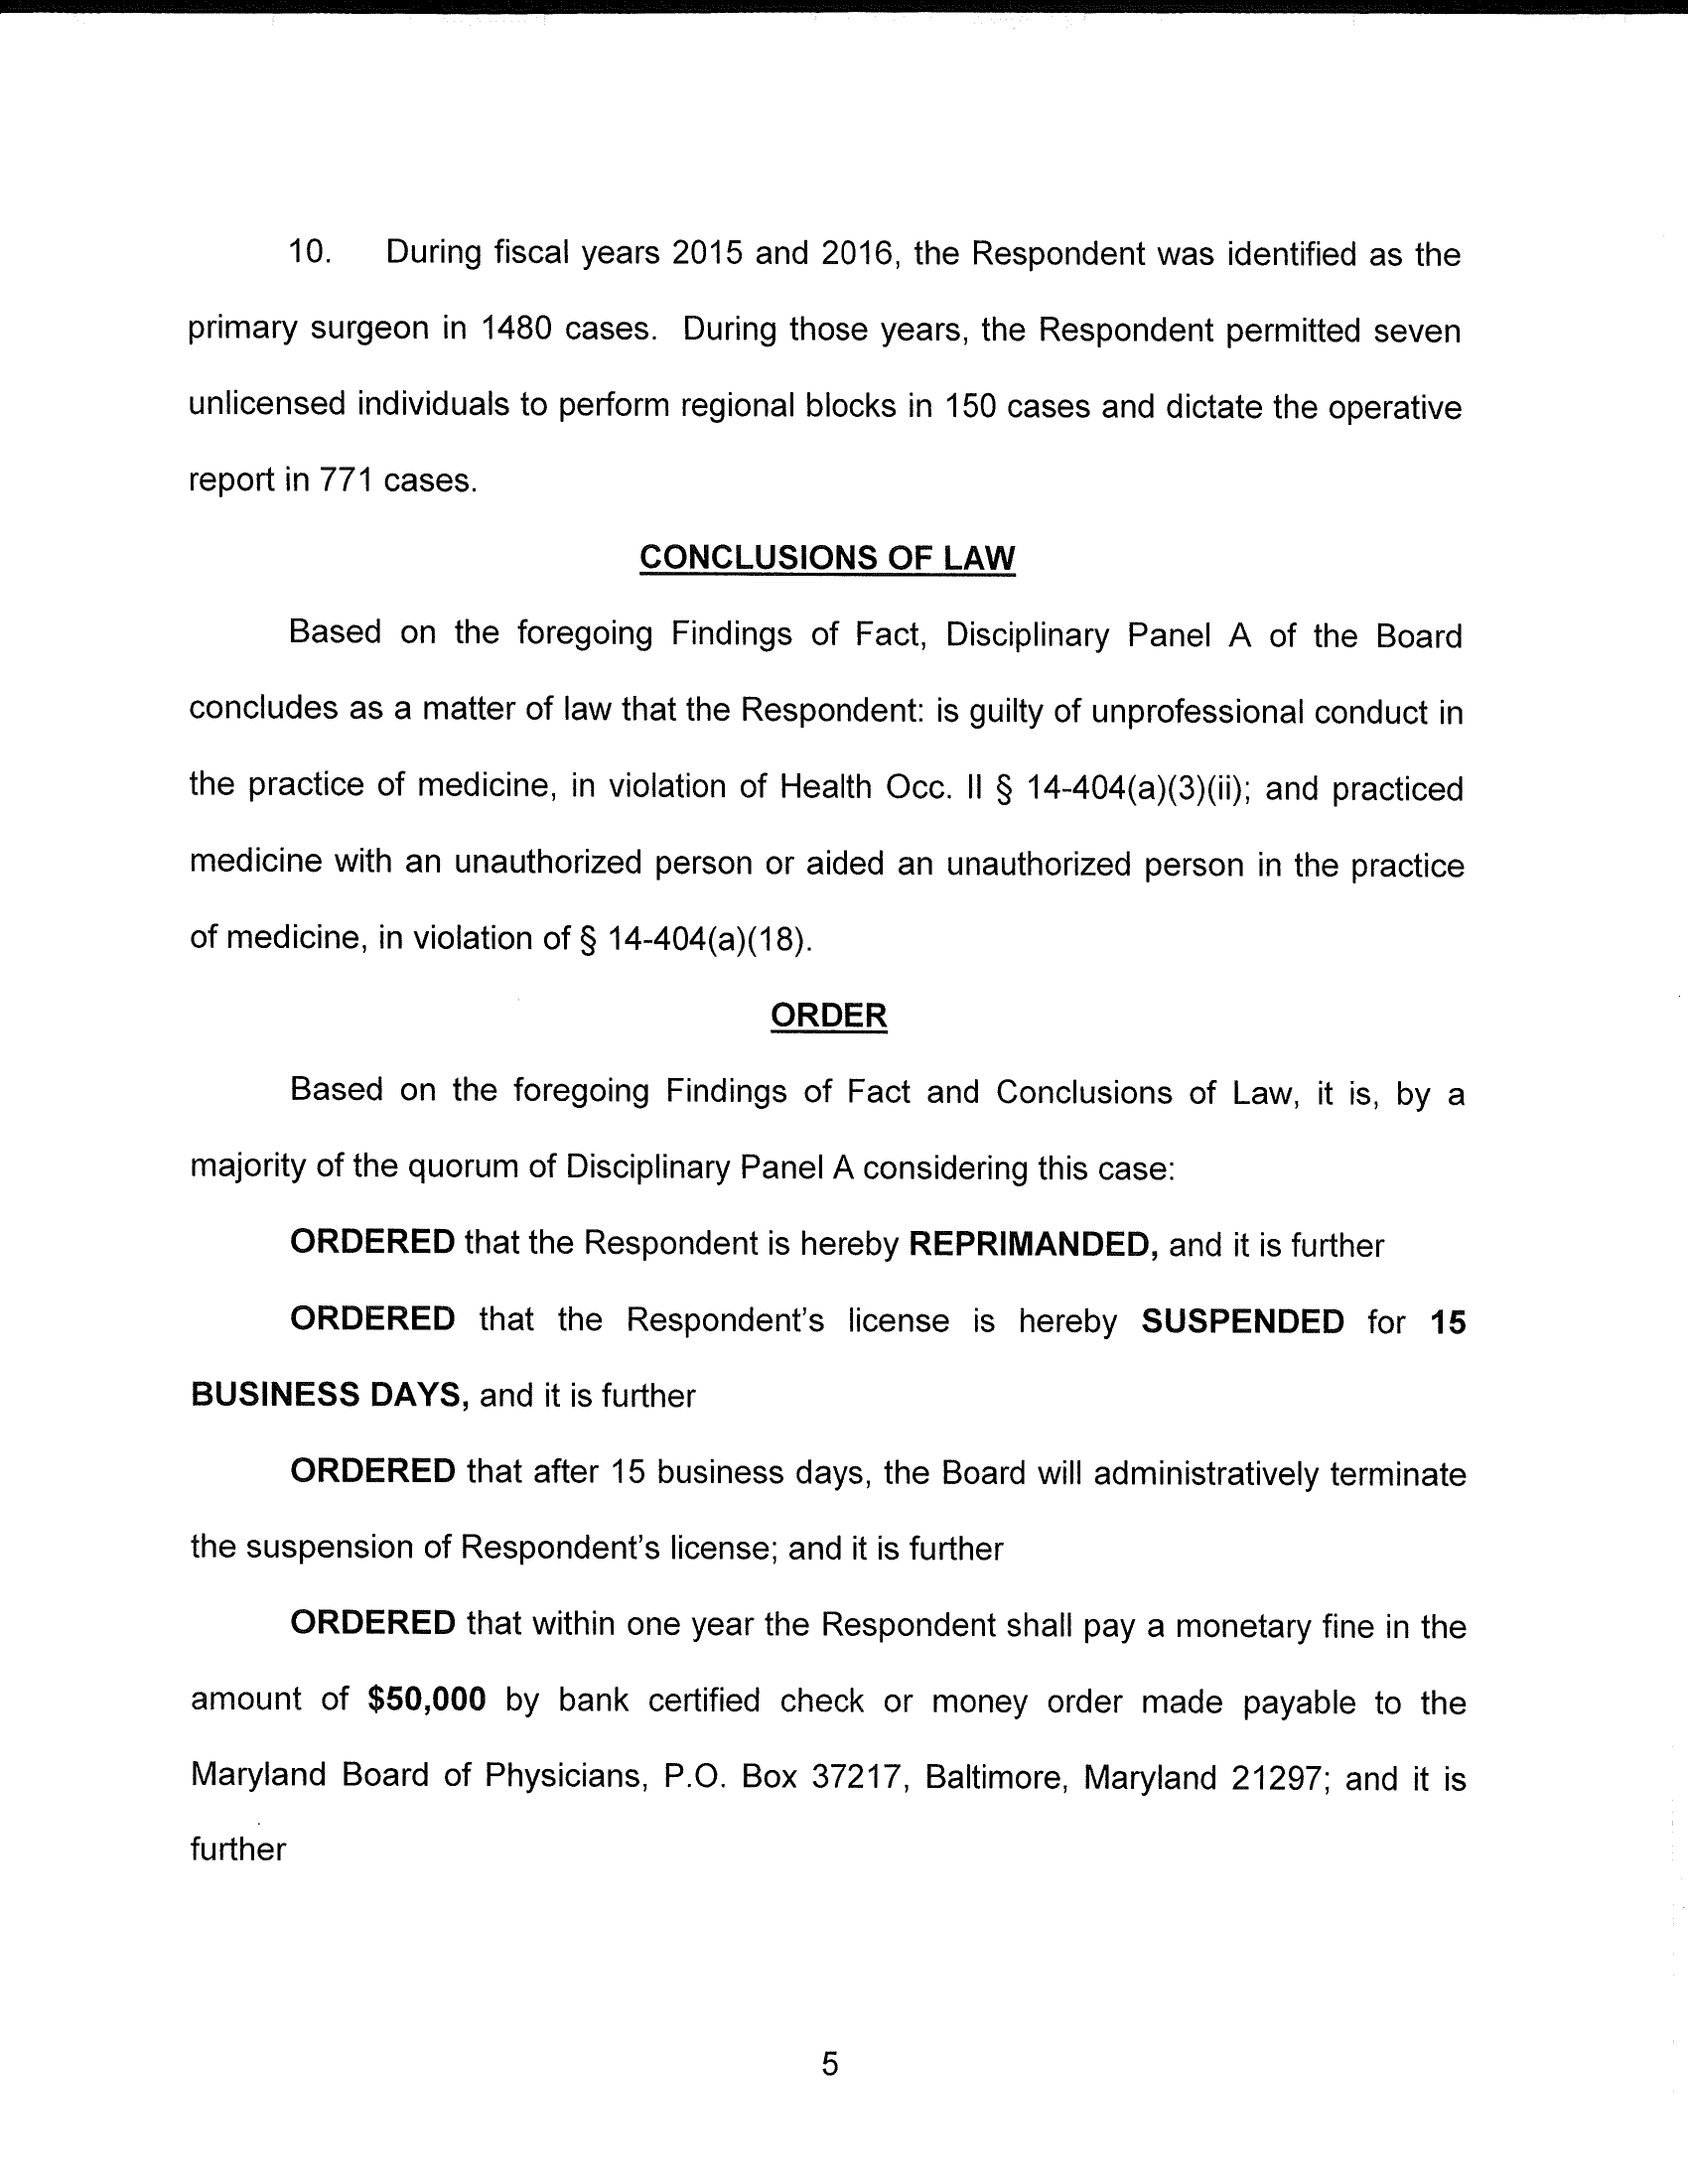 10. During fiscal years 2015 and 2016, the Respondent was identified as the
primary surgeon in 1480 cases. During those years, the Respondent permitted seven
unlicensed individuals to perform regional blocks in 150 cases and dictate the operative
report in 771 cases.
CONCLUSIONS OF LAW
Based on the foregoing Findings of Fact, Disciplinary Panel A of the Board
concludes as a matter of law that the Respondent: is guilty of unprofessional conduct in
the practice of medicine, in violation of Health Occ. II § 14-404(a)(3)(ii); and practiced
medicine with an unauthorized person or aided an unauthorized person in the practice
of medicine, in violation of § 14-404(a)(18).
ORDER
Based on the foregoing Findings of Fact and Conclusions of Law, it is, by a
majority of the quorum of Disciplinary Panel A considering this case:
ORDERED that the Respondent is hereby REPRIMANDED, and it is further
ORDERED that the Respondent's license is hereby SUSPENDED for 15
BUSINESS DAYS, and it is further
ORDERED that after 15 business days, the Board will administratively terminate
the suspension of Respondent's license; and it is further
ORDERED that within one year the Respondent shall pay a monetary fine in the
amount of $50,000 by bank certified check or money order made payable to the
Maryland Board of Physicians, P.O. Box 37217, Baltimore, Maryland 21297; and it is
further
5